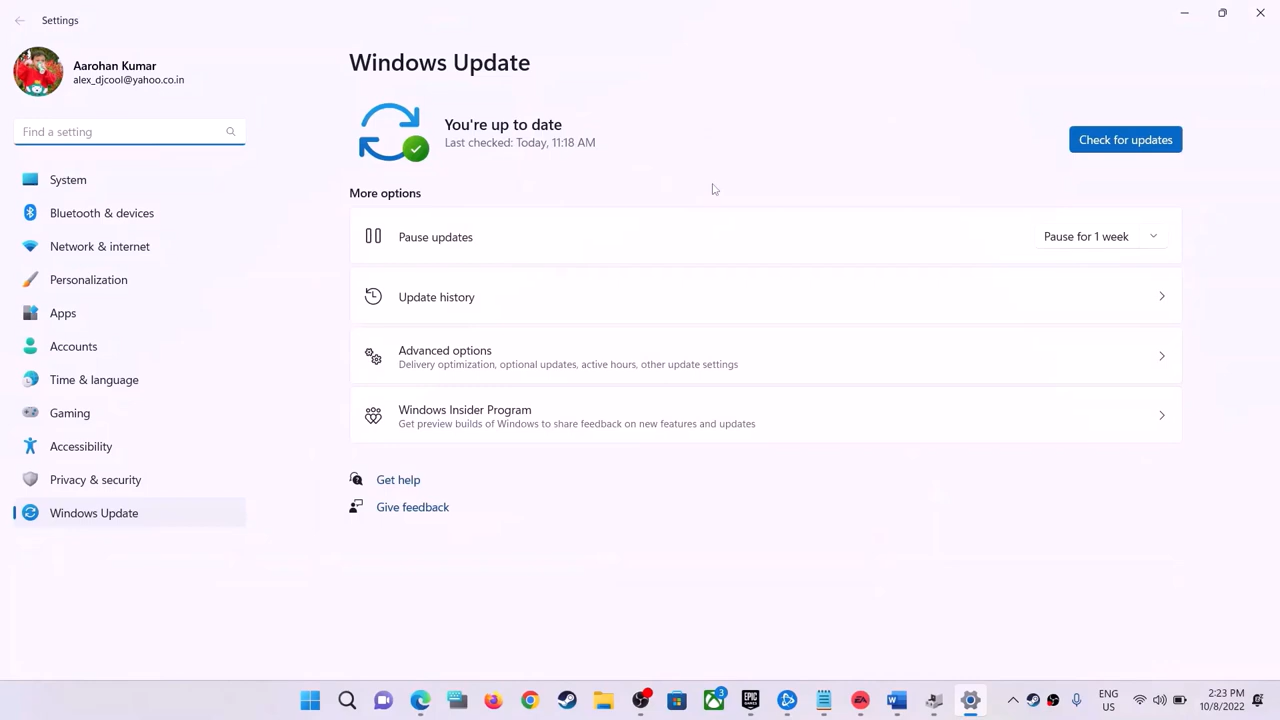 Settings
Aarohan Kumar
alex_djcool@yahoo.co.in
Find a setting
System
Bluetooth & devices
Network & internet
Personalization
Apps
Accounts
Time & language
Gaming
Accessibility
Privacy & security
Windows Update
Windows Update
You're up to date
Last checked: Today, 11:18 AM
Check for updates
More options
Pause updates
Pause for 1 week
Update history
Advanced options
Delivery optimization, optional updates, active hours, other update settings
Windows Insider Program
Get preview builds of Windows to share feedback on new features and updates
Get help
Give feedback
3
EPIC
GAMES
EA
W
ENG
US
2:23 PM
10/8/2022